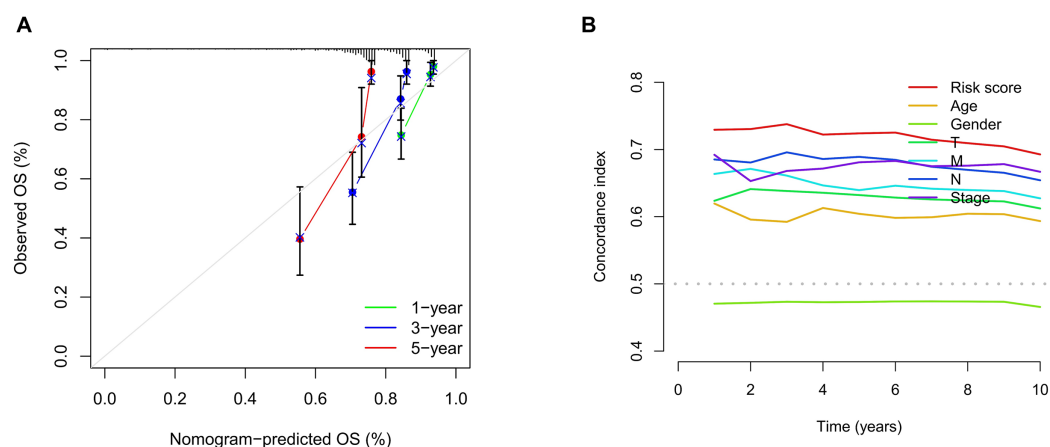 A
Observed OS (%)
1.0
0.8
0.6
0.4
0.2
0.0
1−year
3−year
5−year
0.0 0.2 0.4 0.6 0.8 1.0
Nomogram−predicted OS (%)
B
Concordance index
0.8
0.7
0.6
0.5
0.4
Risk score
Age
Gender
T
M
N
Stage
0 2 4 6 8 10
Time (years)